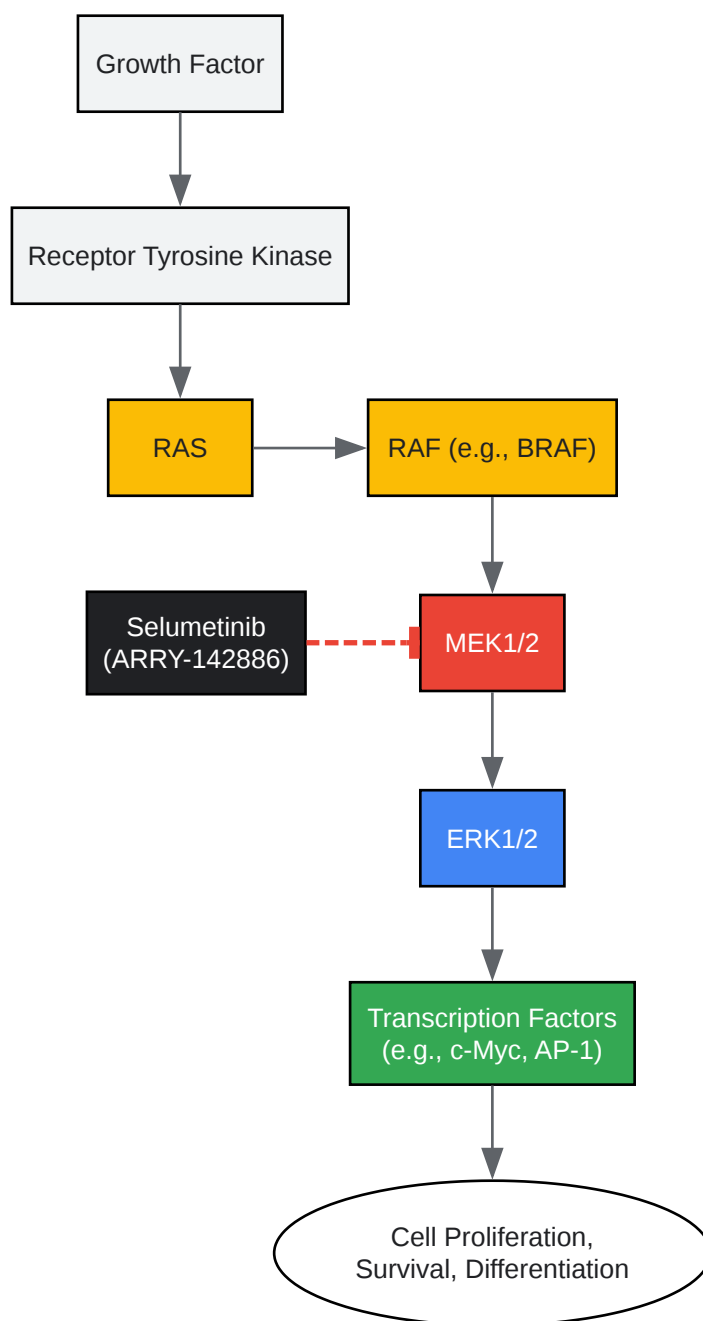 Growth Factor
Receptor Tyrosine Kinase
RAS
RAF (e.g., BRAF)
Selumetinib
(ARRY-142886)
MEK1/2
ERK1/2
Transcription Factors
(e.g., c-Myc, AP-1)
Cell Proliferation,
Survival, Differentiation